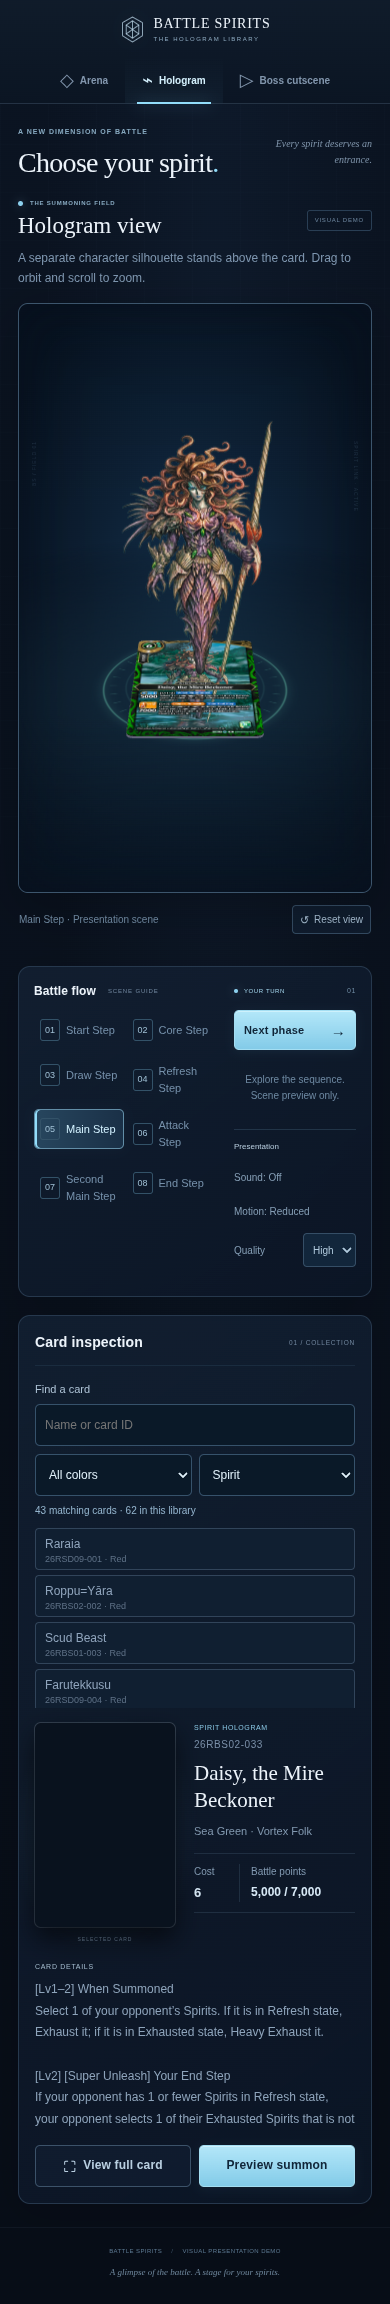 BATTLE SPIRITS
THE HOLOGRAM LIBRARY
Arena
Hologram
Boss cutscene
A NEW DIMENSION OF BATTLE
Choose your spirit.
Every spirit deserves an
entrance.
THE SUMMONING FIELD
Hologram view
VISUAL DEMO
A separate character silhouette stands above the card. Drag to
orbit and scroll to zoom.
Daisy, the Mire Beckoner
Main Step · Presentation scene
Reset view
Battle flow
SCENE GUIDE
01 Start Step
02 Core Step
03 Draw Step
04 Refresh
Step
05 Main Step
06 Attack
Step
07 Second
Main Step
08 End Step
YOUR TURN
01
Next phase →
Explore the sequence.
Scene preview only.
Presentation
Sound: Off
Motion: Reduced
Quality
High
Card inspection
01 / COLLECTION
Find a card
Name or card ID
All colors
Spirit
43 matching cards · 62 in this library
Raraia
26RSD09-001 · Red
Roppu=Yāra
26RBS02-002 · Red
Scud Beast
26RBS01-003 · Red
Farutekkusu
26RSD09-004 · Red
SELECTED CARD
SPIRIT HOLOGRAM
26RBS02-033
Daisy, the Mire
Beckoner
Sea Green · Vortex Folk
Cost
6
Battle points
5,000 / 7,000
CARD DETAILS
[Lv1–2] When Summoned
Select 1 of your opponent's Spirits. If it is in Refresh state,
Exhaust it; if it is in Exhausted state, Heavy Exhaust it.
[Lv2] [Super Unleash] Your End Step
If your opponent has 1 or fewer Spirits in Refresh state,
your opponent selects 1 of their Exhausted Spirits that is not
View full card
Preview summon
BATTLE SPIRITS / VISUAL PRESENTATION DEMO
A glimpse of the battle. A stage for your spirits.